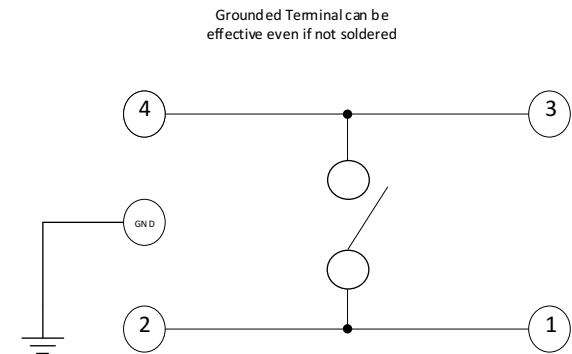 Grounded Terminal can be
effective even if not soldered
4
3
GND
2
1